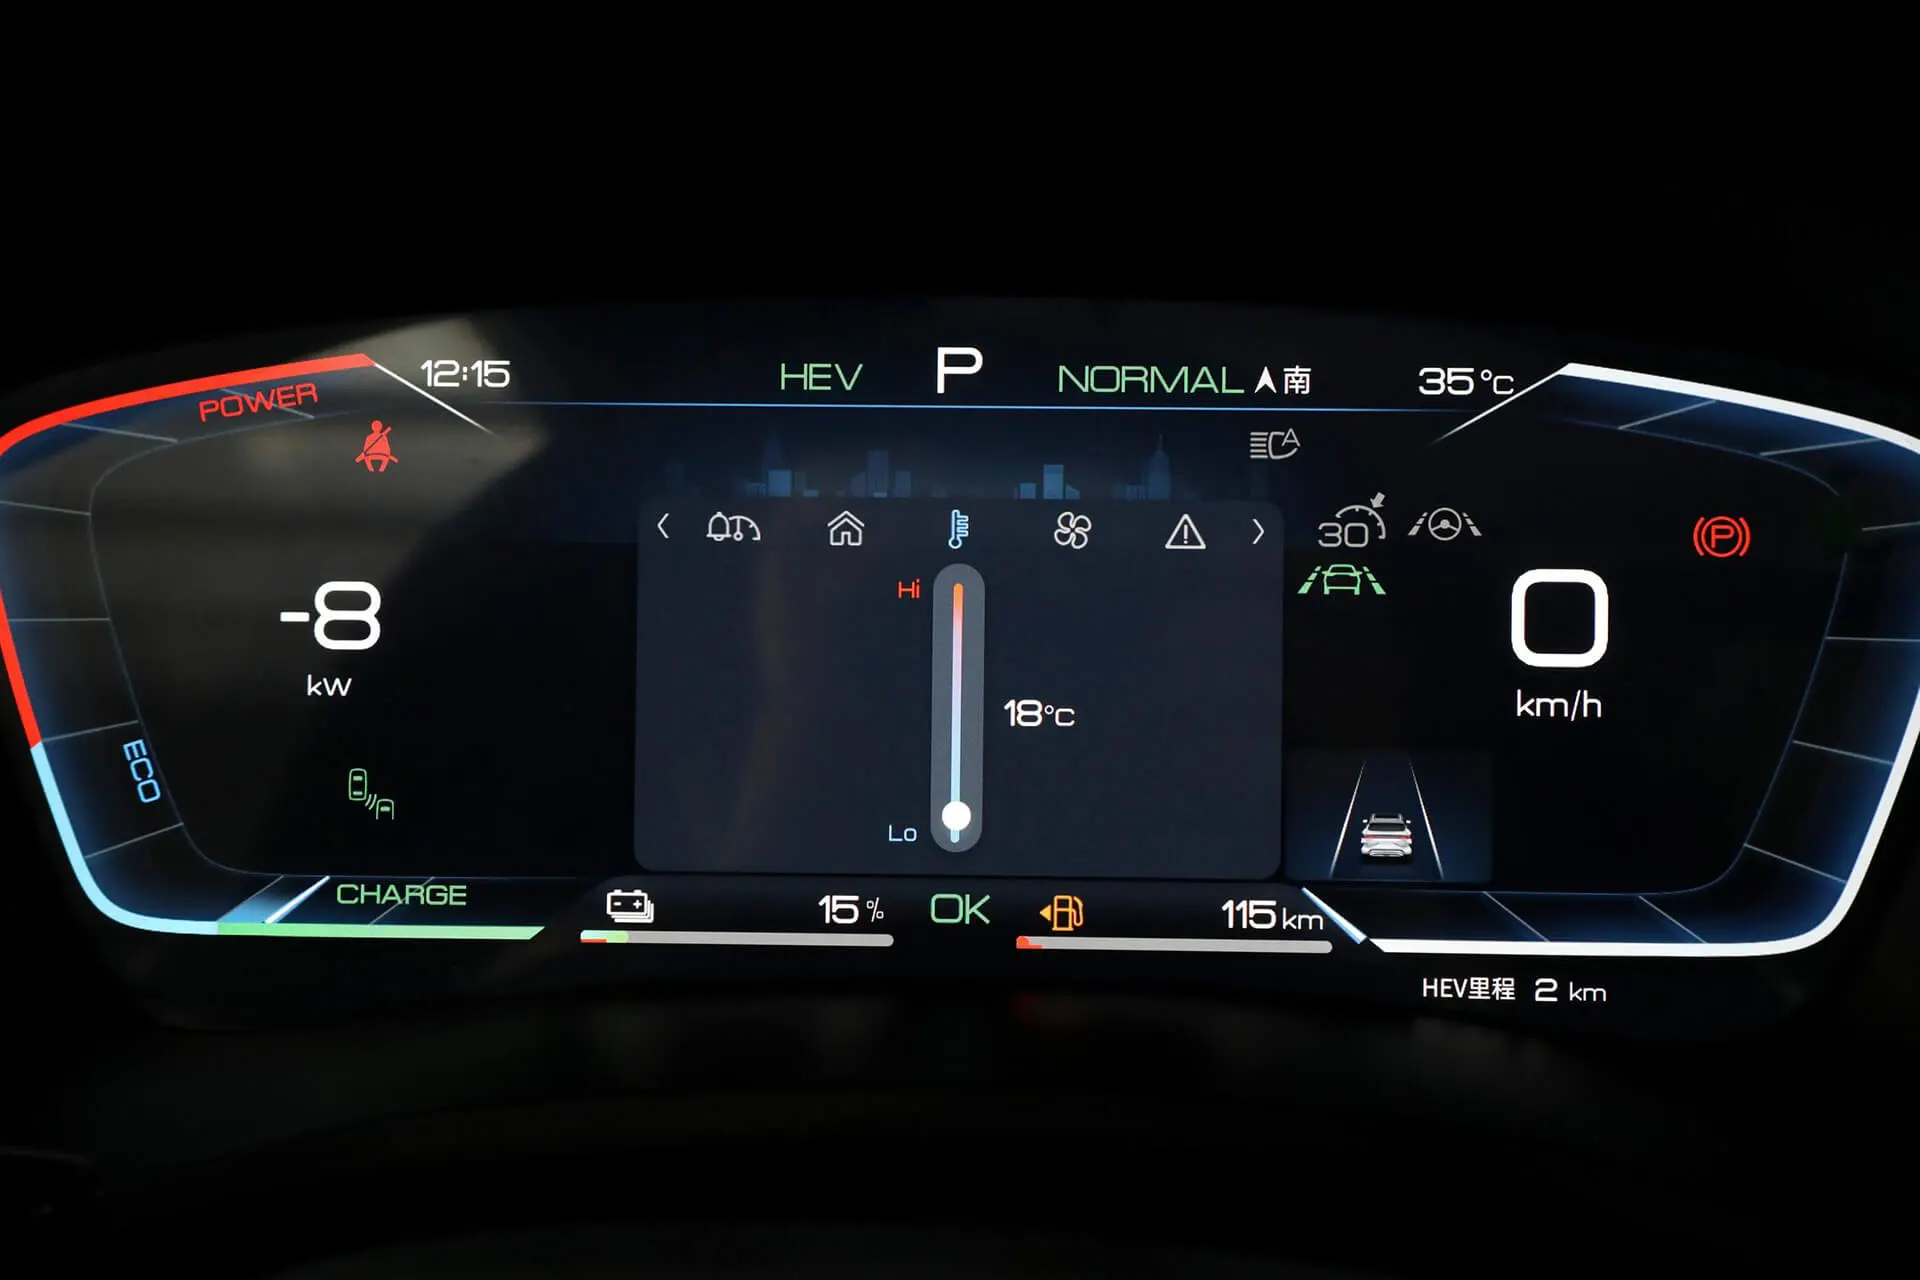 12:15
HEV
P
NORMAL
南
35°C
POWER
A
30
P
Hi
-8
kW
0
km/h
18°C
ECO
Lo
CHARGE
15%
OK
115km
HEV里程 2 km